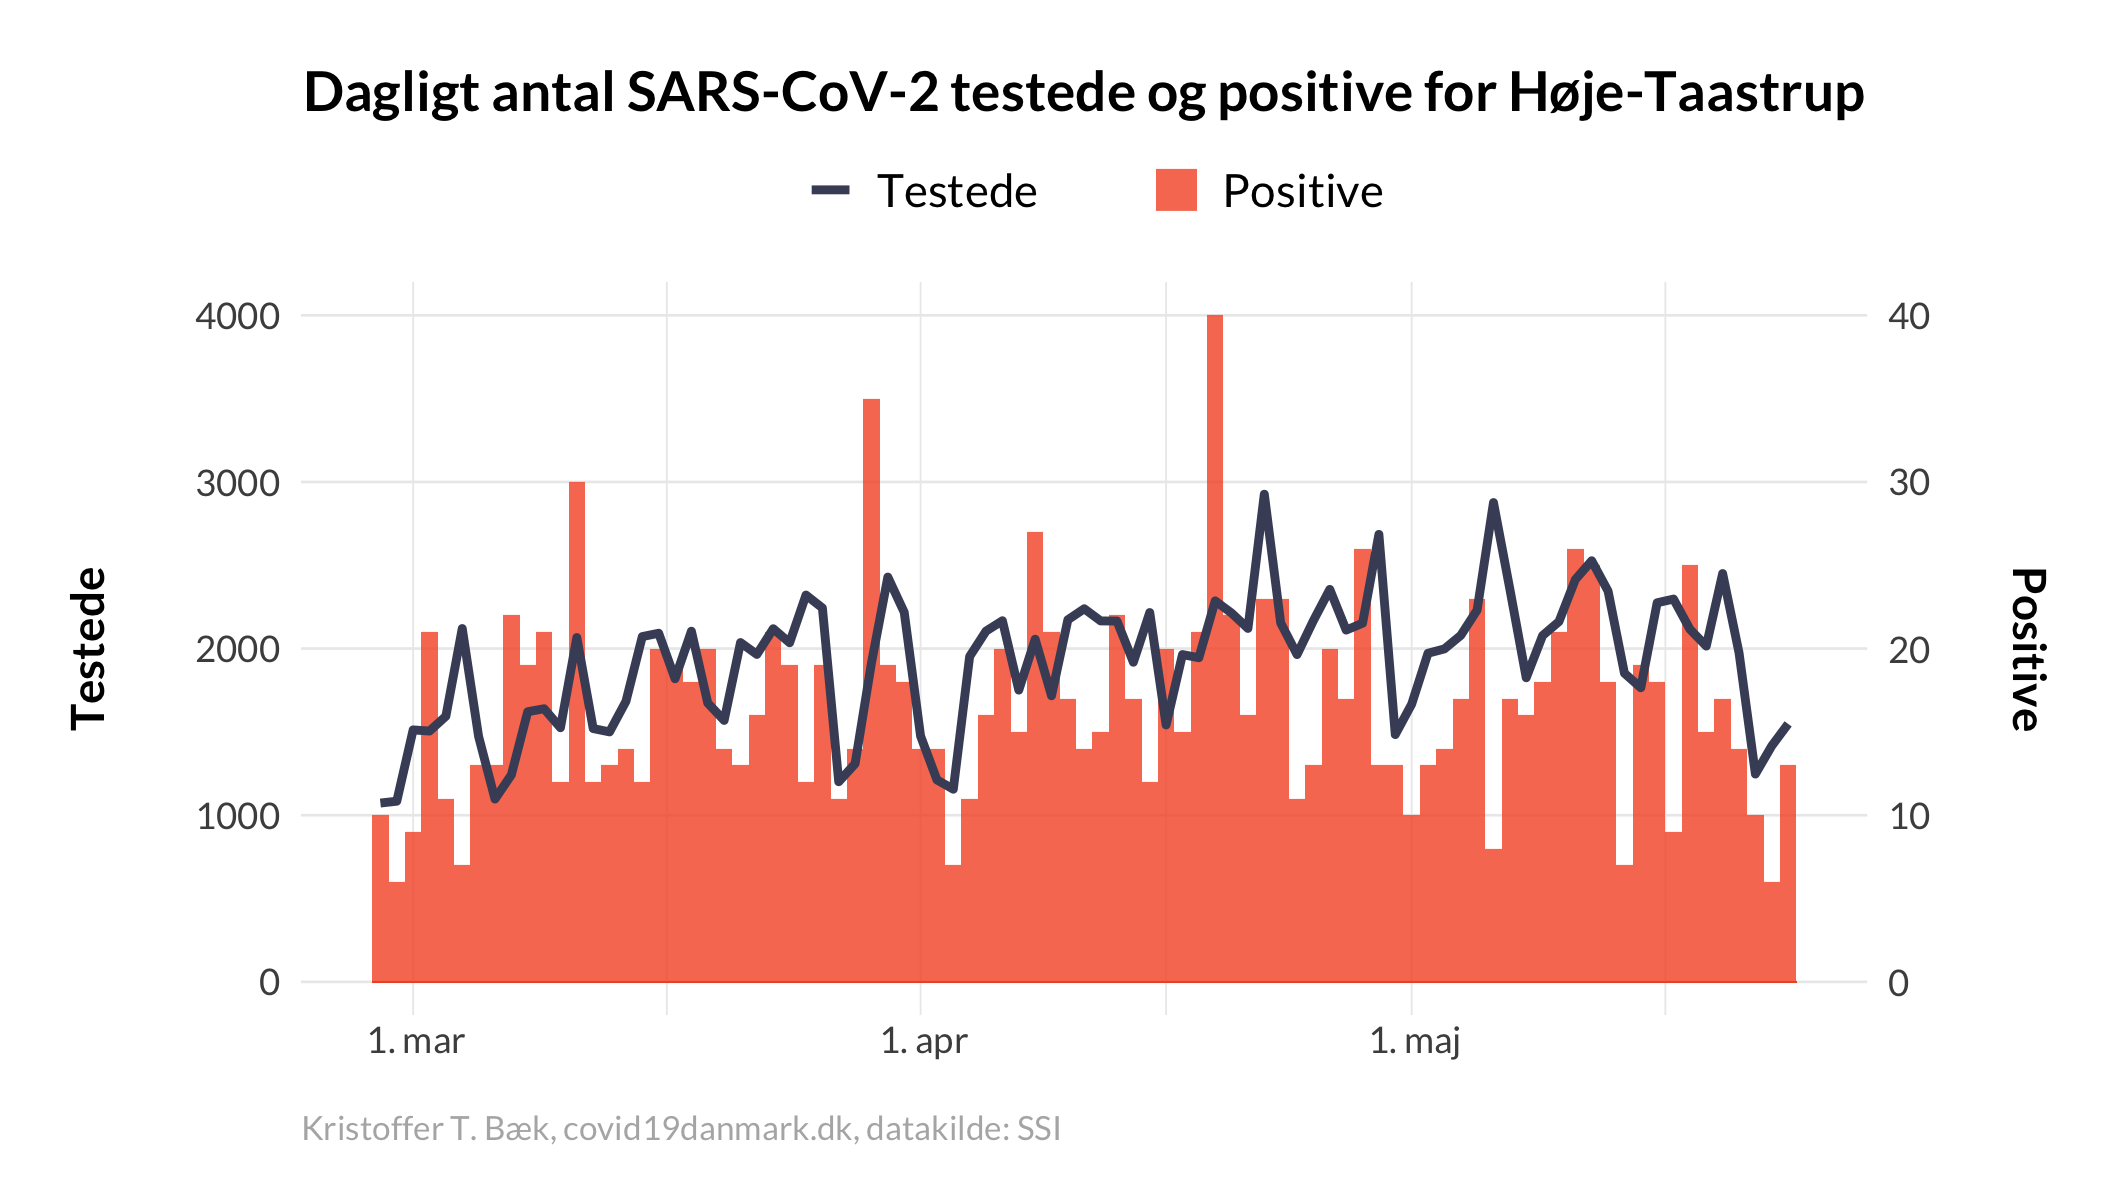 Dagligt antal SARS-CoV-2 testede og positive for Høje-Taastrup
Testede
Positive
4000
3000
2000
1000
0
40
30
20
10
0
Testede
Positive
1. mar
1. apr
1. maj
Kristoffer T. Bæk, covid19danmark.dk, datakilde: SSI